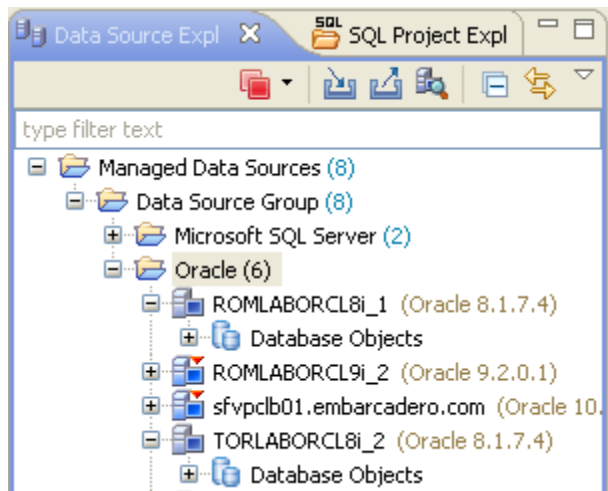 Data Source Expl
SQL SQL Project Expl
type filter text
Managed Data Sources (8)
Data Source Group (8)
Microsoft SQL Server (2)
Oracle (6)
ROMLABORCL8i_1 (Oracle 8.1.7.4)
Database Objects
ROMLABORCL9i_2 (Oracle 9.2.0.1)
sfvpclb01.embarcadero.com (Oracle 10.
TORLABORCL8i_2 (Oracle 8.1.7.4)
Database Objects